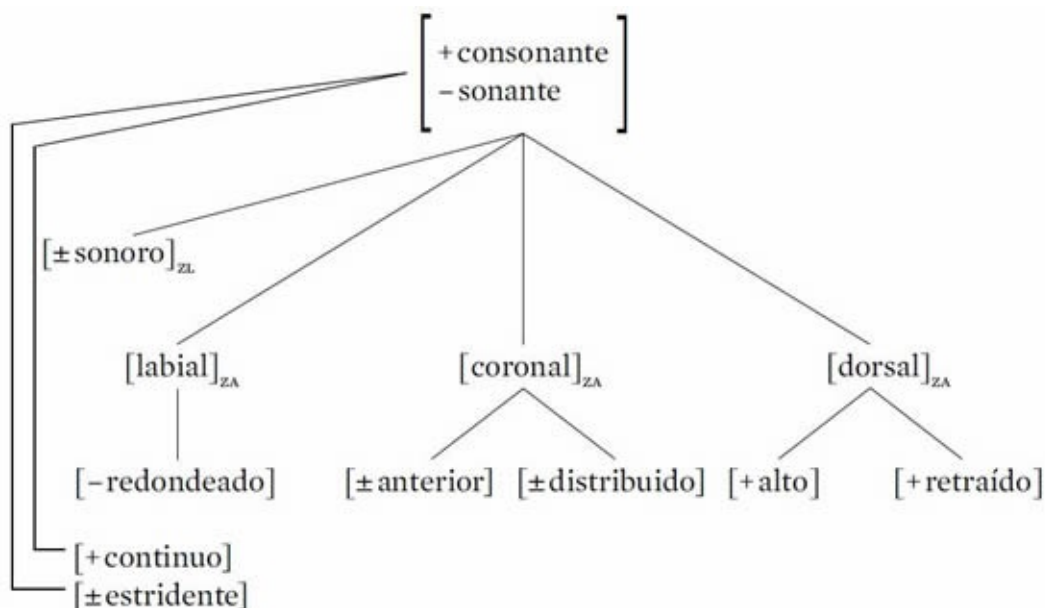 + consonante
– sonante
[± sonoro]ZL
[labial]ZA [coronal]ZA [dorsal]ZA
[– redondeado] [± anterior] [± distribuido] [+ alto] [+ retraído]
[+ continuo]
[± estridente]